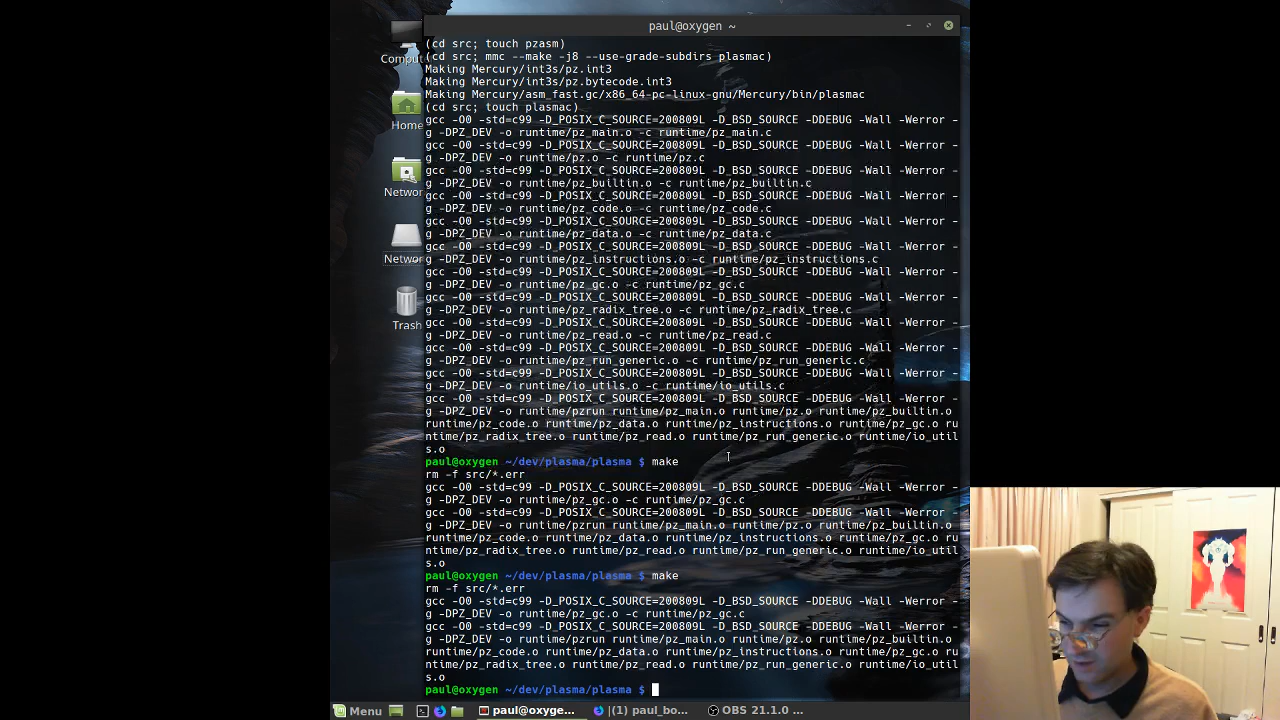 paul@oxygen ~
(cd src; touch pzasm)
(cd src; mmc --make -j8 --use-grade-subdirs plasmac)
Making Mercury/int3s/pz.int3
Making Mercury/int3s/pz.bytecode.int3
Making Mercury/asm_fast.gc/x86_64-pc-linux-gnu/Mercury/bin/plasmac
(cd src; touch plasmac)
gcc -O0 -std=c99 -D_POSIX_C_SOURCE=200809L -D_BSD_SOURCE -DDEBUG -Wall -Werror -
g -DPZ_DEV -o runtime/pz_main.o -c runtime/pz_main.c
gcc -O0 -std=c99 -D_POSIX_C_SOURCE=200809L -D_BSD_SOURCE -DDEBUG -Wall -Werror -
g -DPZ_DEV -o runtime/pz.o -c runtime/pz.c
gcc -O0 -std=c99 -D_POSIX_C_SOURCE=200809L -D_BSD_SOURCE -DDEBUG -Wall -Werror -
g -DPZ_DEV -o runtime/pz_builtin.o -c runtime/pz_builtin.c
gcc -O0 -std=c99 -D_POSIX_C_SOURCE=200809L -D_BSD_SOURCE -DDEBUG -Wall -Werror -
g -DPZ_DEV -o runtime/pz_code.o -c runtime/pz_code.c
gcc -O0 -std=c99 -D_POSIX_C_SOURCE=200809L -D_BSD_SOURCE -DDEBUG -Wall -Werror -
g -DPZ_DEV -o runtime/pz_data.o -c runtime/pz_data.c
gcc -O0 -std=c99 -D_POSIX_C_SOURCE=200809L -D_BSD_SOURCE -DDEBUG -Wall -Werror -
g -DPZ_DEV -o runtime/pz_instructions.o -c runtime/pz_instructions.c
gcc -O0 -std=c99 -D_POSIX_C_SOURCE=200809L -D_BSD_SOURCE -DDEBUG -Wall -Werror -
g -DPZ_DEV -o runtime/pz_gc.o -c runtime/pz_gc.c
gcc -O0 -std=c99 -D_POSIX_C_SOURCE=200809L -D_BSD_SOURCE -DDEBUG -Wall -Werror -
g -DPZ_DEV -o runtime/pz_radix_tree.o -c runtime/pz_radix_tree.c
gcc -O0 -std=c99 -D_POSIX_C_SOURCE=200809L -D_BSD_SOURCE -DDEBUG -Wall -Werror -
g -DPZ_DEV -o runtime/pz_read.o -c runtime/pz_read.c
gcc -O0 -std=c99 -D_POSIX_C_SOURCE=200809L -D_BSD_SOURCE -DDEBUG -Wall -Werror -
g -DPZ_DEV -o runtime/pz_run_generic.o -c runtime/pz_run_generic.c
gcc -O0 -std=c99 -D_POSIX_C_SOURCE=200809L -D_BSD_SOURCE -DDEBUG -Wall -Werror -
g -DPZ_DEV -o runtime/io_utils.o -c runtime/io_utils.c
gcc -O0 -std=c99 -D_POSIX_C_SOURCE=200809L -D_BSD_SOURCE -DDEBUG -Wall -Werror -
g -DPZ_DEV -o runtime/pzrun runtime/pz_main.o runtime/pz.o runtime/pz_builtin.o
runtime/pz_code.o runtime/pz_data.o runtime/pz_instructions.o runtime/pz_gc.o ru
ntime/pz_radix_tree.o runtime/pz_read.o runtime/pz_run_generic.o runtime/io_util
s.o
paul@oxygen ~/dev/plasma/plasma $ make
rm -f src/*.err
gcc -O0 -std=c99 -D_POSIX_C_SOURCE=200809L -D_BSD_SOURCE -DDEBUG -Wall -Werror -
g -DPZ_DEV -o runtime/pz_gc.o -c runtime/pz_gc.c
gcc -O0 -std=c99 -D_POSIX_C_SOURCE=200809L -D_BSD_SOURCE -DDEBUG -Wall -Werror -
g -DPZ_DEV -o runtime/pzrun runtime/pz_main.o runtime/pz.o runtime/pz_builtin.o
runtime/pz_code.o runtime/pz_data.o runtime/pz_instructions.o runtime/pz_gc.o ru
ntime/pz_radix_tree.o runtime/pz_read.o runtime/pz_run_generic.o runtime/io_util
s.o
paul@oxygen ~/dev/plasma/plasma $ make
rm -f src/*.err
gcc -O0 -std=c99 -D_POSIX_C_SOURCE=200809L -D_BSD_SOURCE -DDEBUG -Wall -Werror -
g -DPZ_DEV -o runtime/pz_gc.o -c runtime/pz_gc.c
gcc -O0 -std=c99 -D_POSIX_C_SOURCE=200809L -D_BSD_SOURCE -DDEBUG -Wall -Werror -
g -DPZ_DEV -o runtime/pzrun runtime/pz_main.o runtime/pz.o runtime/pz_builtin.o
runtime/pz_code.o runtime/pz_data.o runtime/pz_instructions.o runtime/pz_gc.o ru
ntime/pz_radix_tree.o runtime/pz_read.o runtime/pz_run_generic.o runtime/io_util
s.o
paul@oxygen ~/dev/plasma/plasma $
Comput
Home
Networ
Networ
Trash
Menu
paul@oxyge...
|(1) paul_bo...
OBS 21.1.0 ...